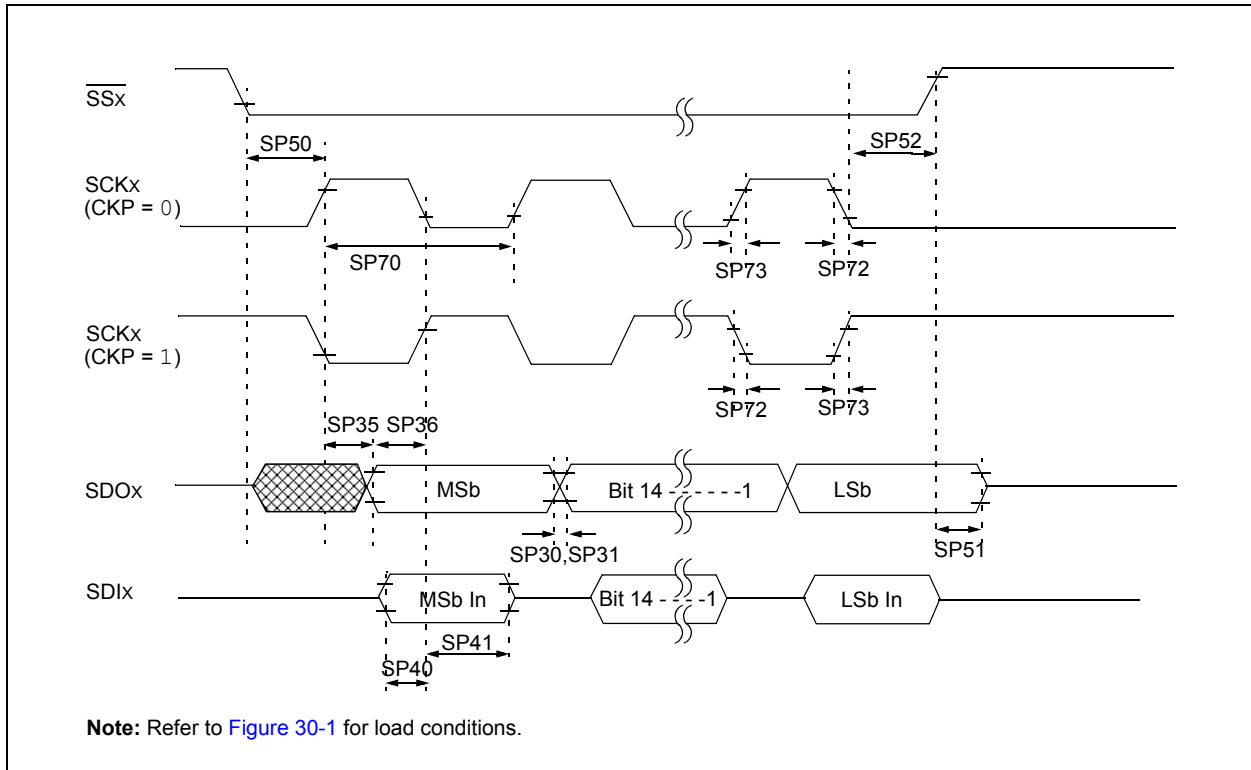 SSx
SP50
SP52
SCKx
(CKP = 0)
SP70
SP73
SP72
SCKx
(CKP = 1)
SP72
SP73
SP35
SP36
SDOx
MSb
Bit 14 - - - - - -1
LSb
SP30,SP31
SP51
SDIx
MSb In
Bit 14 - - - -1
LSb In
SP41
SP40
Note: Refer to Figure 30-1 for load conditions.